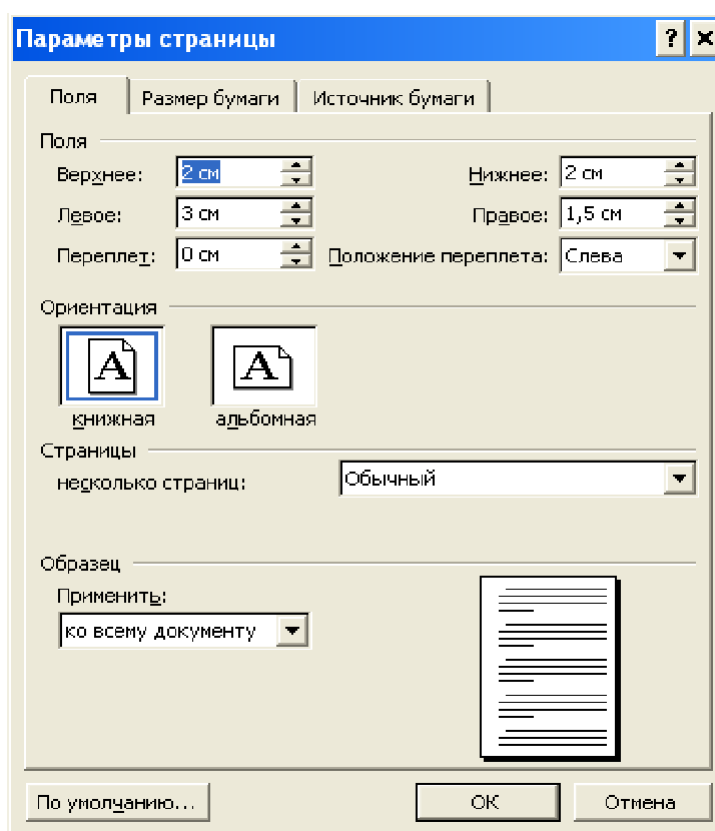 Параметры страницы
Поля Размер бумаги Источник бумаги
Поля
Верхнее: 2 см Нижнее: 2 см
Левое: 3 см Правое: 1,5 см
Переплет: 0 см Положение переплета: Слева
Ориентация
A A
книжная альбомная
Страницы
несколько страниц: Обычный
Образец
Применить:
ко всему документу
По умолчанию... ОК Отмена